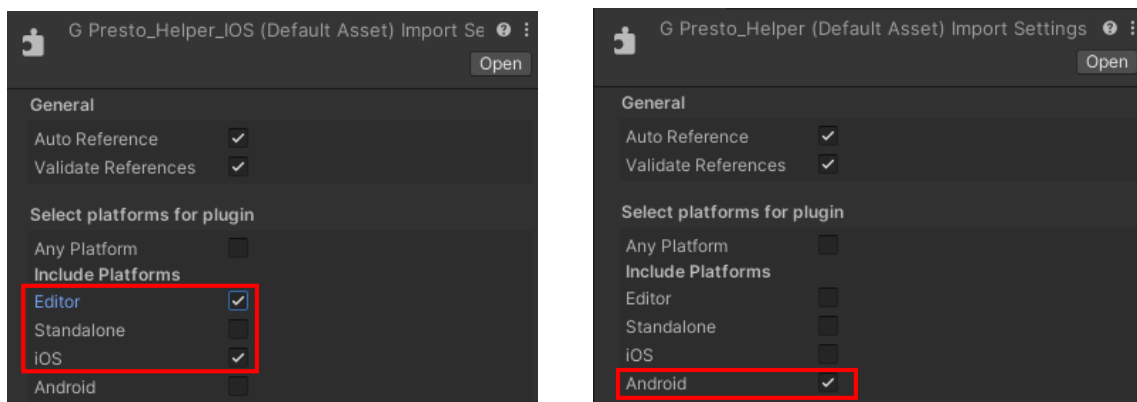 G Presto_Helper_IOS (Default Asset) Import Se
Open
General
Auto Reference
Validate References
Select platforms for plugin
Any Platform
Include Platforms
Editor
Standalone
iOS
Android
G Presto_Helper (Default Asset) Import Settings
Open
General
Auto Reference
Validate References
Select platforms for plugin
Any Platform
Include Platforms
Editor
Standalone
iOS
Android